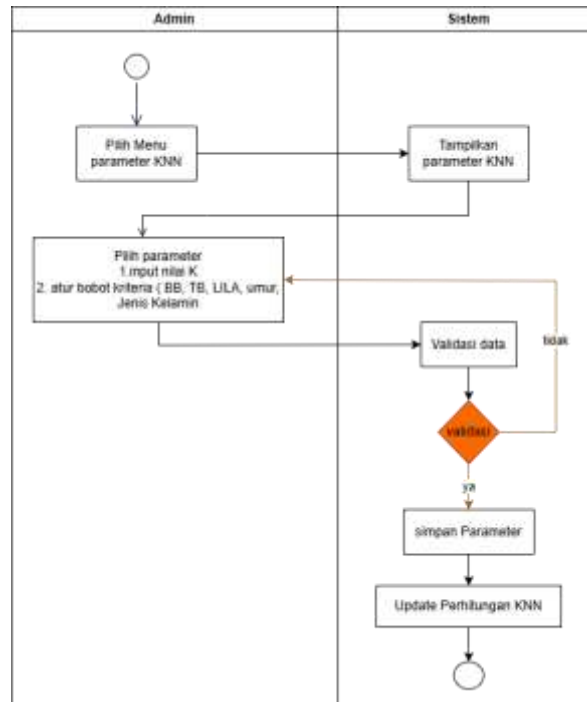 Admin
Sistem
Pilih Menu
parameter KNN
Tampilkan
parameter KNN
Pilih parameter
1.input nilai K
2. atur bobot kriteria ( BB, TB, LILA, umur,
Jenis Kelamin
Validasi data
tidak
validasi
ya
simpan Parameter
Update Perhitungan KNN